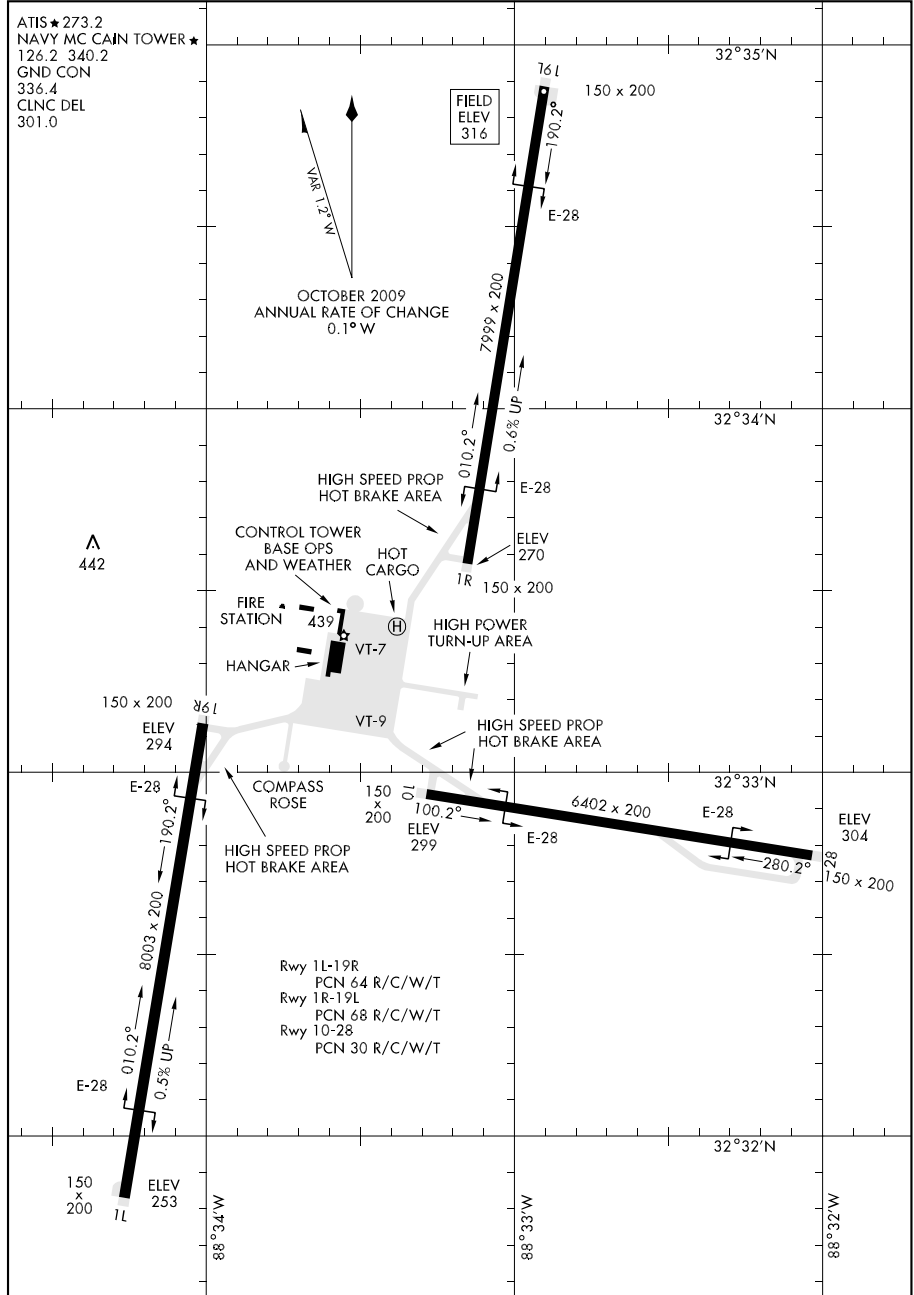 ATIS★273.2
NAVY MC CAIN TOWER★
126.2 340.2
GND CON
336.4
CLNC DEL
301.0
32°35'N
19L
150 x 200
FIELD
ELEV
316
190.2°
E-28
VAR 1.2° W
OCTOBER 2009
ANNUAL RATE OF CHANGE
0.1° W
7999 x 200
32°34'N
010.2°
0.6% UP
HIGH SPEED PROP
HOT BRAKE AREA
E-28
442
CONTROL TOWER
BASE OPS
AND WEATHER
HOT
CARGO
ELEV
270
1R
150 x 200
FIRE
STATION
439
H
VT-7
HIGH POWER
TURN-UP AREA
HANGAR
150 x 200
19R
VT-9
ELEV
294
HIGH SPEED PROP
HOT BRAKE AREA
32°33'N
E-28
COMPASS
ROSE
150
x
200
10
100.2°
ELEV
299
E-28
6402 x 200
E-28
ELEV
304
280.2°
28
150 x 200
190.2°
HIGH SPEED PROP
HOT BRAKE AREA
8003 x 200
Rwy 1L-19R
PCN 64 R/C/W/T
Rwy 1R-19L
PCN 68 R/C/W/T
Rwy 10-28
PCN 30 R/C/W/T
010.2°
0.5% UP
E-28
32°32'N
150
x
200
ELEV
253
1L
88°34'W
88°33'W
88°32'W